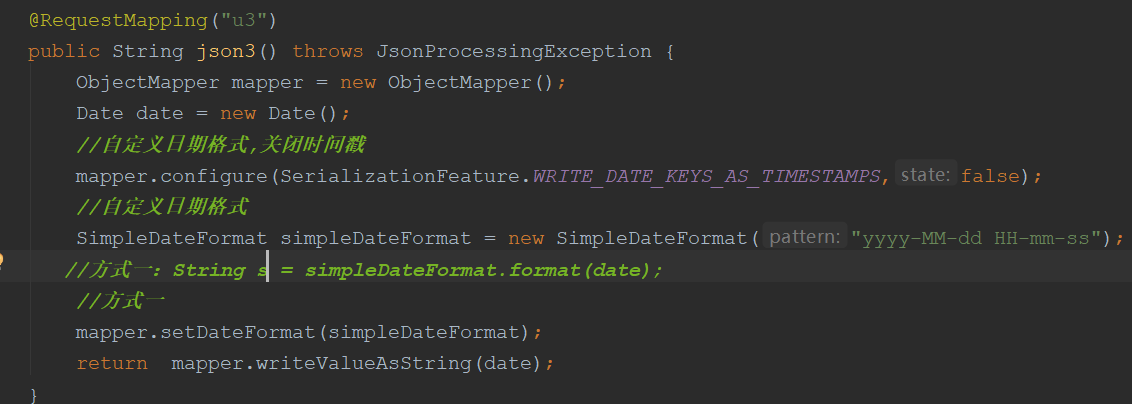 @RequestMapping("u3")
public String json3() throws JsonProcessingException {
ObjectMapper mapper = new ObjectMapper();
Date date = new Date();
//自定义日期格式,关闭时间戳
mapper.configure(SerializationFeature.WRITE_DATE_KEYS_AS_TIMESTAMPS, state: false);
//自定义日期格式
SimpleDateFormat simpleDateFormat = new SimpleDateFormat( pattern: "yyyy-MM-dd HH-mm-ss");
//方式一：String s = simpleDateFormat.format(date);
//方式一
mapper.setDateFormat(simpleDateFormat);
return mapper.writeValueAsString(date);
}